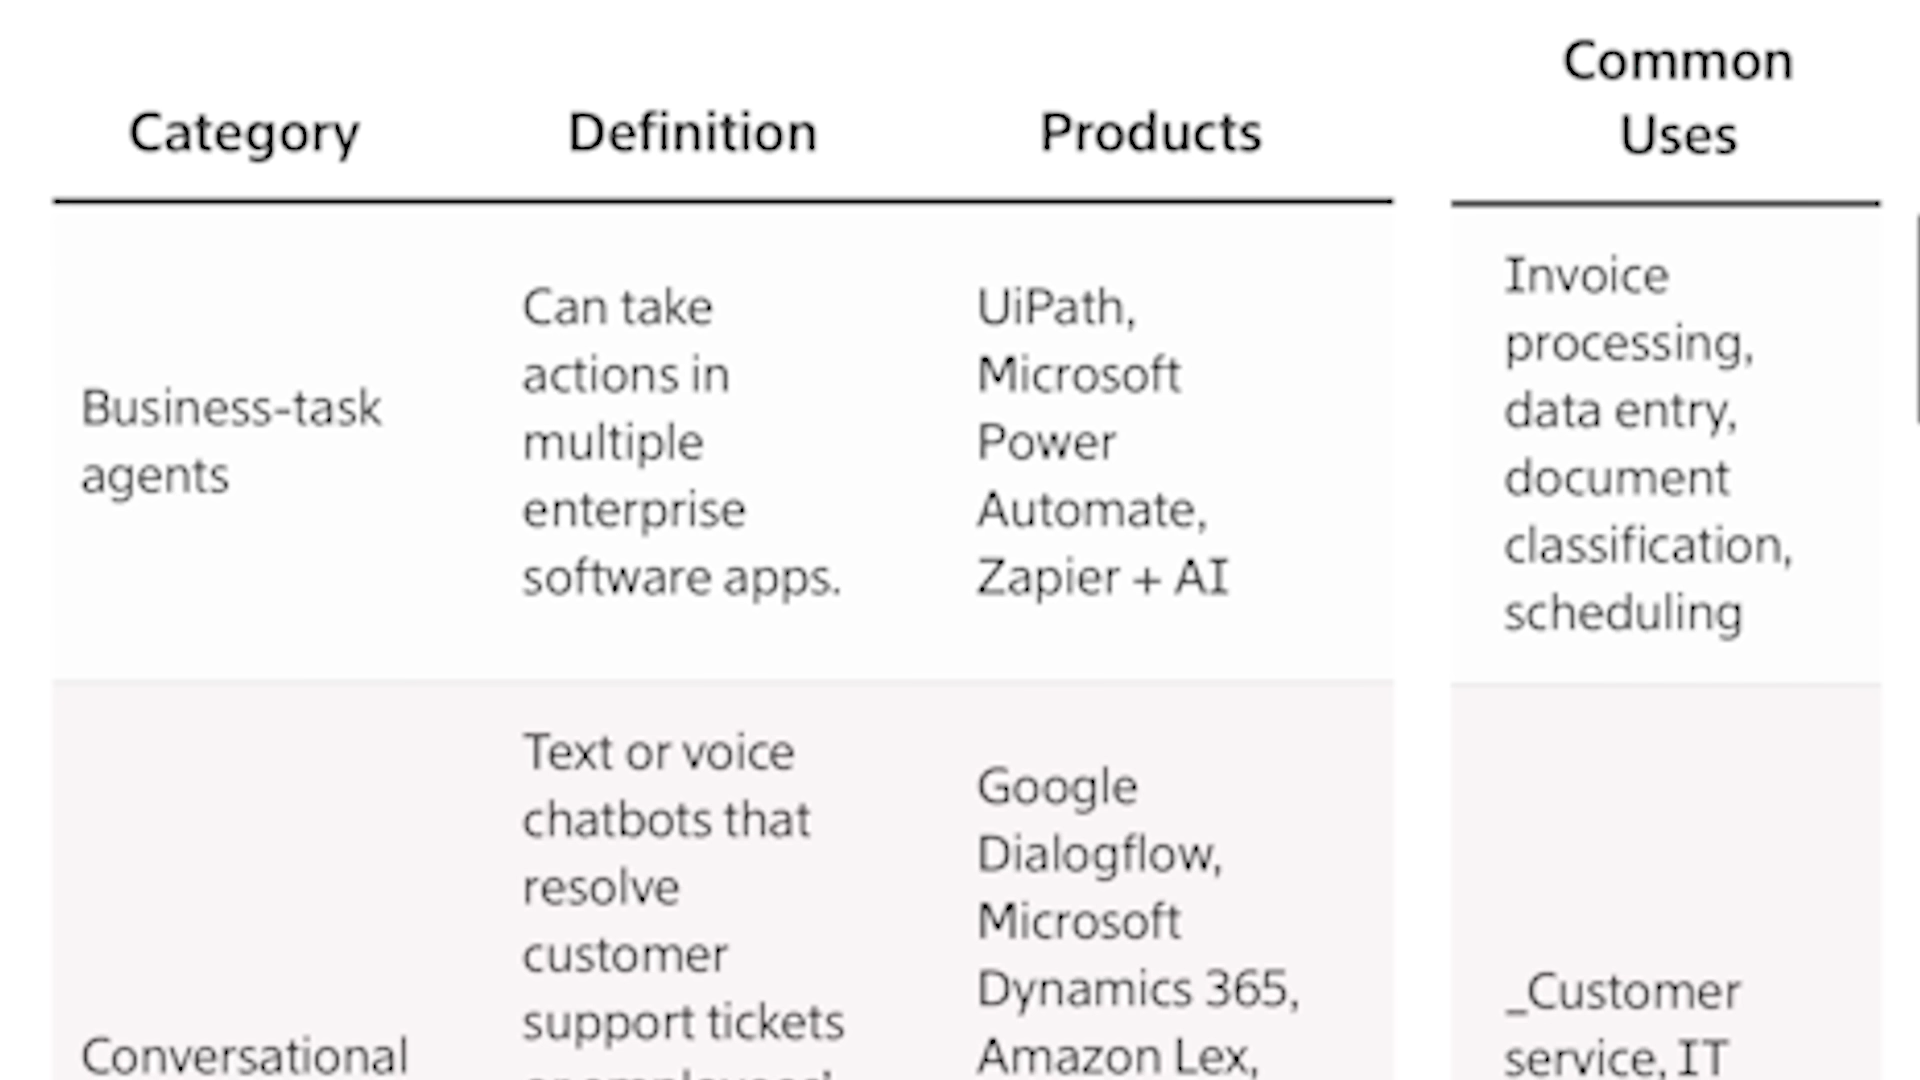 Category Definition Products Common Uses
Business-task
agents
Can take
actions in
multiple
enterprise
software apps.
UiPath,
Microsoft
Power
Automate,
Zapier + AI
Invoice
processing,
data entry,
document
classification,
scheduling
Conversational
Text or voice
chatbots that
resolve
customer
support tickets
or employees'
Google
Dialogflow,
Microsoft
Dynamics 365,
Amazon Lex,
_Customer
service, IT